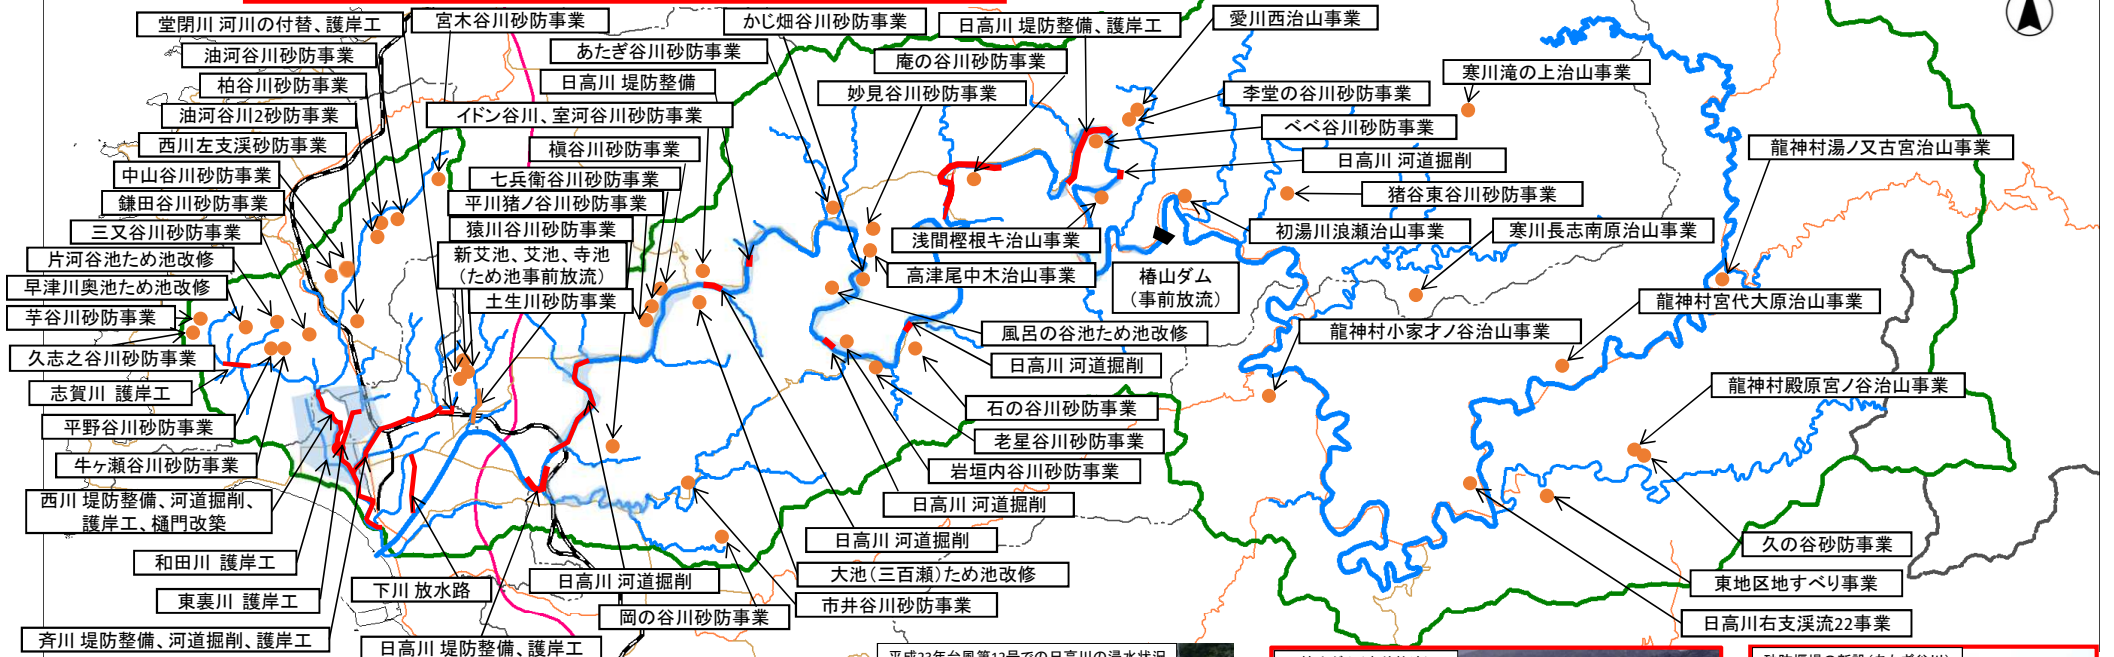 堂閉川 河川の付替、護岸工
宮木谷川砂防事業
かじ畑谷川砂防事業
日高川 堤防整備、護岸工
愛川西治山事業
油河谷川砂防事業
あたぎ谷川砂防事業
庵の谷川砂防事業
寒川滝の上治山事業
柏谷川砂防事業
日高川 堤防整備
妙見谷川砂防事業
李堂の谷川砂防事業
油河谷川2砂防事業
イドン谷川、室河谷川砂防事業
べべ谷川砂防事業
西川左支渓砂防事業
槇谷川砂防事業
日高川 河道掘削
龍神村湯ノ又古宮治山事業
中山谷川砂防事業
七兵衛谷川砂防事業
猪谷東谷川砂防事業
鎌田谷川砂防事業
平川猪ノ谷川砂防事業
三又谷川砂防事業
猿川谷川砂防事業
浅間樫根キ治山事業
初湯川浪瀬治山事業
寒川長志南原治山事業
片河谷池ため池改修
新艾池、艾池、寺池
（ため池事前放流）
高津尾中木治山事業
椿山ダム
（事前放流）
早津川奥池ため池改修
土生川砂防事業
龍神村宮代大原治山事業
芋谷川砂防事業
風呂の谷池ため池改修
龍神村小家才ノ谷治山事業
久志之谷川砂防事業
日高川 河道掘削
志賀川 護岸工
石の谷川砂防事業
龍神村殿原宮ノ谷治山事業
平野谷川砂防事業
老星谷川砂防事業
牛ヶ瀬谷川砂防事業
岩垣内谷川砂防事業
西川 堤防整備、河道掘削、
護岸工、樋門改築
日高川 河道掘削
日高川 河道掘削
久の谷砂防事業
和田川 護岸工
大池（三百瀬）ため池改修
東地区地すべり事業
下川 放水路
日高川 河道掘削
東裏川 護岸工
市井谷川砂防事業
岡の谷川砂防事業
日高川右支渓流22事業
斉川 堤防整備、河道掘削、護岸工
日高川 堤防整備、護岸工
平成23年台風第12号での日高川の浸水状況